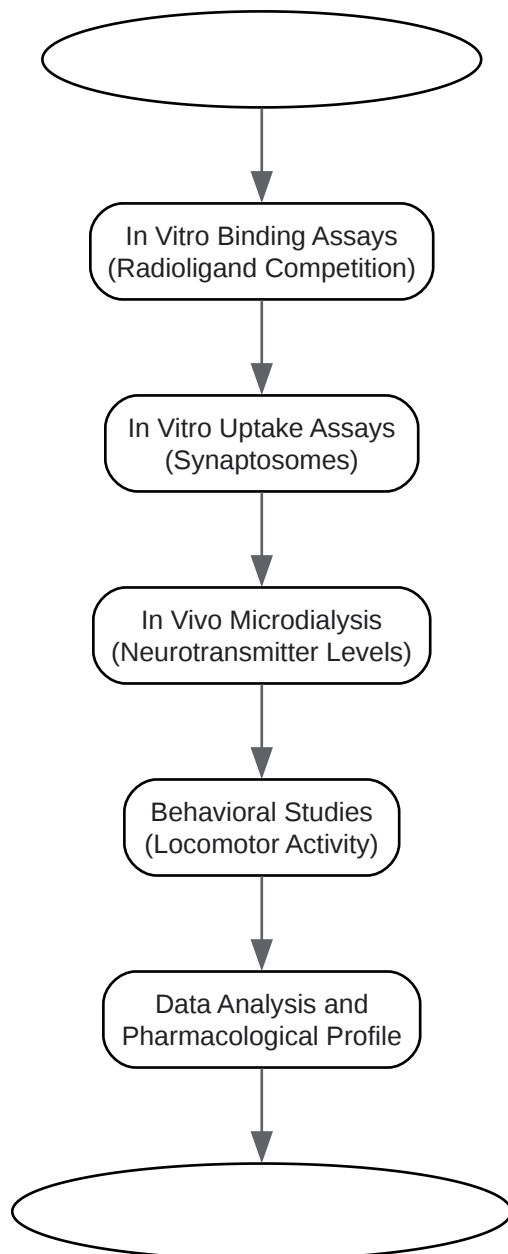 In Vitro Binding Assays
(Radioligand Competition)
In Vitro Uptake Assays
(Synaptosomes)
In Vivo Microdialysis
(Neurotransmitter Levels)
Behavioral Studies
(Locomotor Activity)
Data Analysis and
Pharmacological Profile